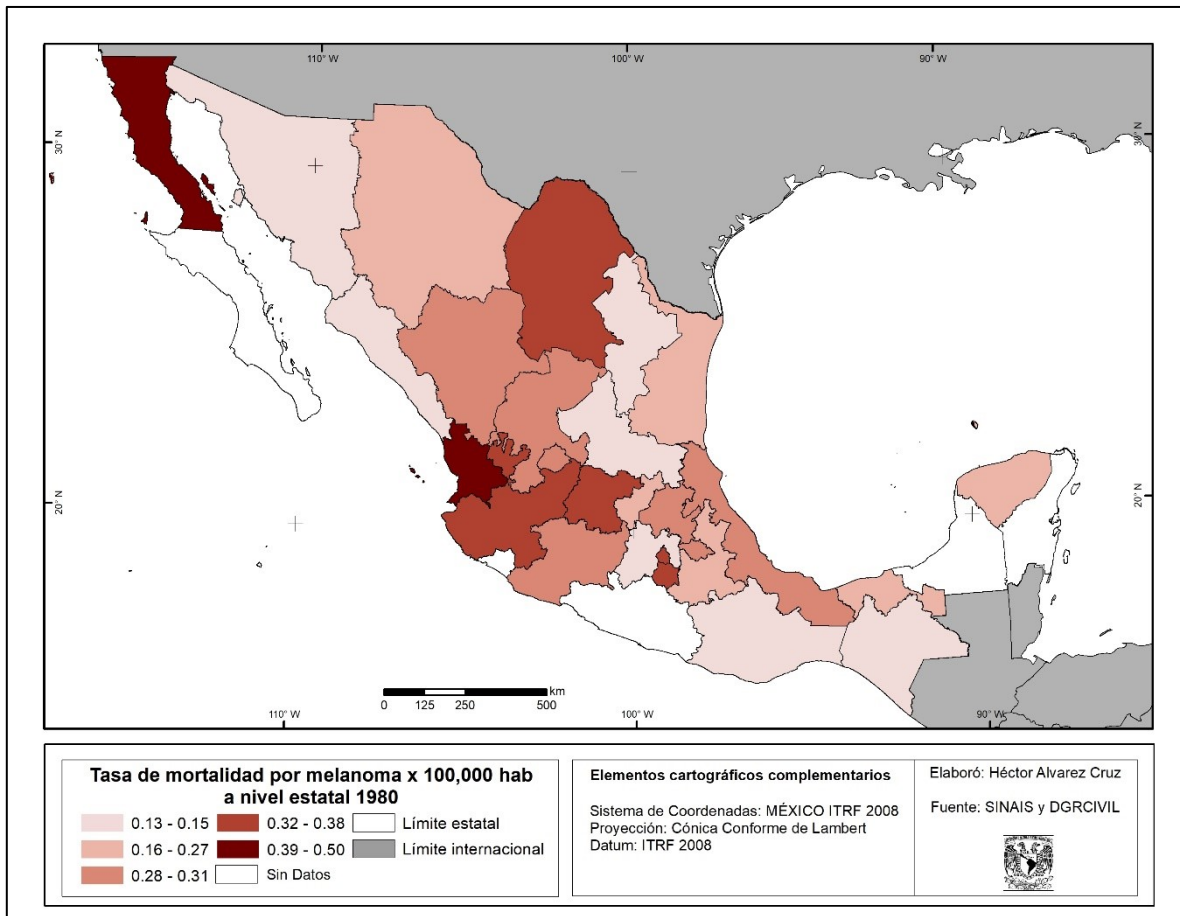 110° W
100° W
90° W
30° N
30° N
20° N
20° N
km
0 125 250 500
110° W
100° W
90° W
Tasa de mortalidad por melanoma x 100,000 hab
a nivel estatal 1980
0.13 - 0.15
0.16 - 0.27
0.28 - 0.31
0.32 - 0.38
0.39 - 0.50
Sin Datos
Límite estatal
Límite internacional
Elementos cartográficos complementarios
Sistema de Coordenadas: MÉXICO ITRF 2008
Proyección: Cónica Conforme de Lambert
Datum: ITRF 2008
Elaboró: Héctor Alvarez Cruz
Fuente: SINAIS y DGRCIVIL